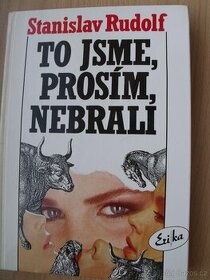 Stanislav Rudolf
TO JSME,
PROSÍM,
NEBRALI
Erika